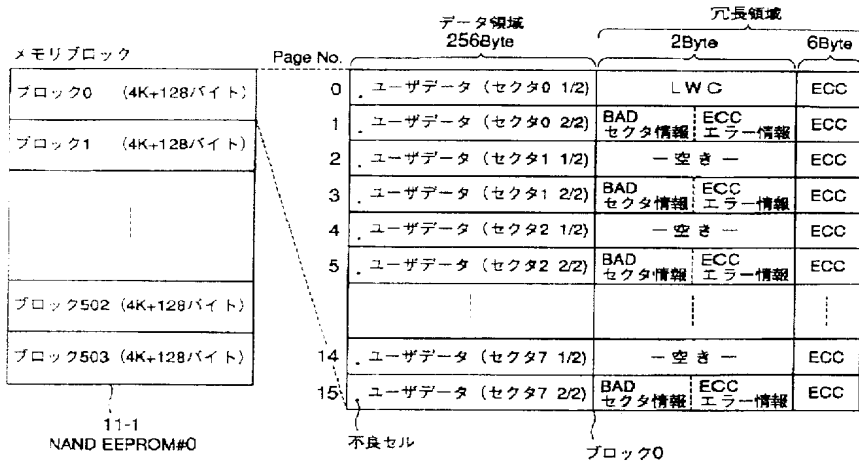 冗長領域
データ領域
256Byte
2Byte
6Byte
メモリブロック
Page No.
ブロック0 (4K+128バイト)
ブロック1 (4K+128バイト)
ブロック502 (4K+128バイト)
ブロック503 (4K+128バイト)
11-1
NAND EEPROM#0
0 ユーザデータ (セクタ0 1/2) LWC ECC
1 ユーザデータ (セクタ0 2/2) BAD セクタ情報 ECC エラー情報 ECC
2 ユーザデータ (セクタ1 1/2) ー空きー ECC
3 ユーザデータ (セクタ1 2/2) BAD セクタ情報 ECC エラー情報 ECC
4 ユーザデータ (セクタ2 1/2) ー空きー ECC
5 ユーザデータ (セクタ2 2/2) BAD セクタ情報 ECC エラー情報 ECC
14 ユーザデータ (セクタ7 1/2) ー空きー ECC
15 ユーザデータ (セクタ7 2/2) BAD セクタ情報 ECC エラー情報 ECC
不良セル
ブロック0